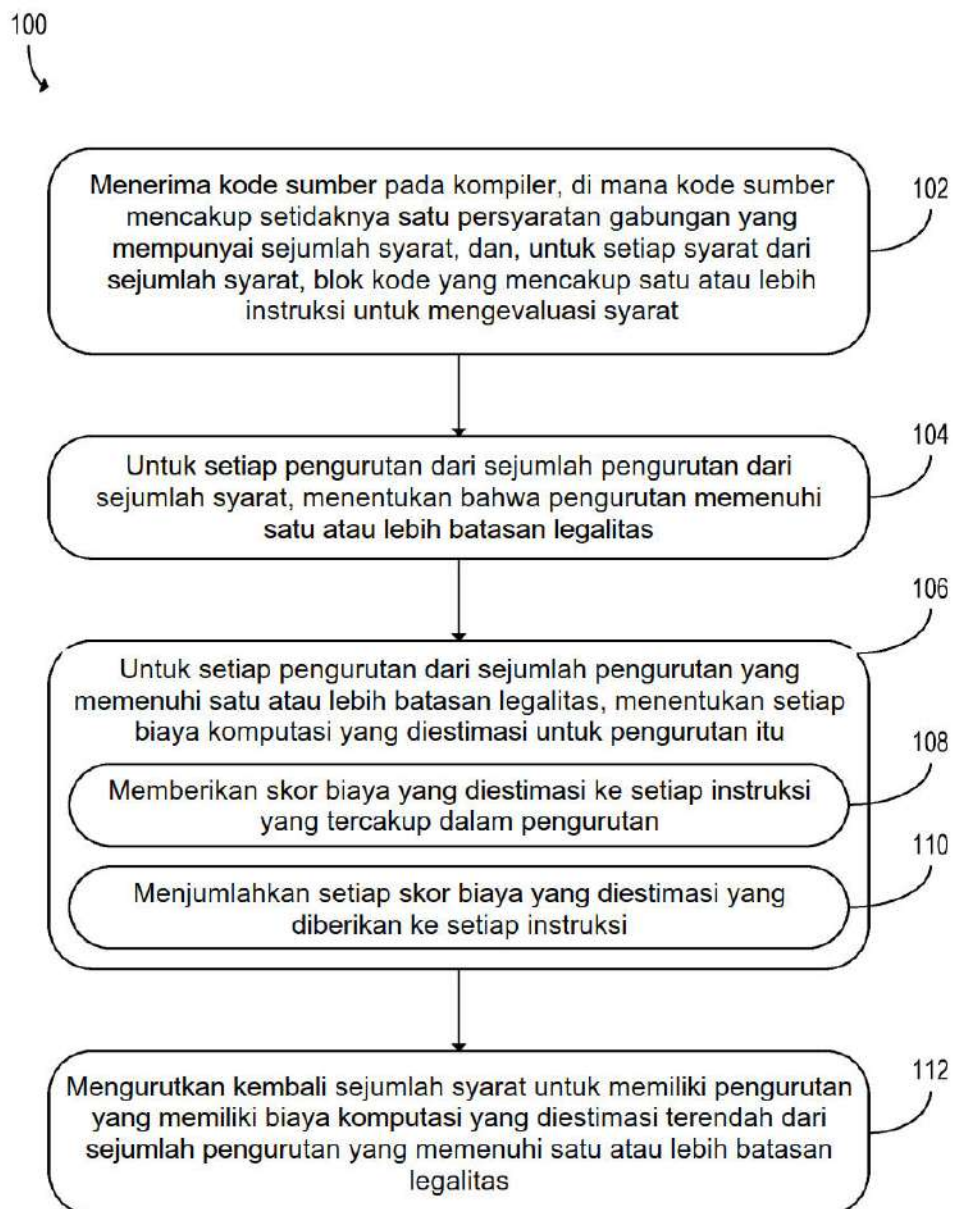 100
Menerima kode sumber pada kompiler, di mana kode sumber
mencakup setidaknya satu persyaratan gabungan yang
mempunyai sejumlah syarat, dan, untuk setiap syarat dari
sejumlah syarat, blok kode yang mencakup satu atau lebih
instruksi untuk mengevaluasi syarat
102
Untuk setiap pengurutan dari sejumlah pengurutan dari
sejumlah syarat, menentukan bahwa pengurutan memenuhi
satu atau lebih batasan legalitas
104
Untuk setiap pengurutan dari sejumlah pengurutan yang
memenuhi satu atau lebih batasan legalitas, menentukan setiap
biaya komputasi yang diestimasi untuk pengurutan itu
106
Memberikan skor biaya yang diestimasi ke setiap instruksi
yang tercakup dalam pengurutan
108
Menjumlahkan setiap skor biaya yang diestimasi yang
diberikan ke setiap instruksi
110
Mengurutkan kembali sejumlah syarat untuk memiliki pengurutan
yang memiliki biaya komputasi yang diestimasi terendah dari
sejumlah pengurutan yang memenuhi satu atau lebih batasan
legalitas
112